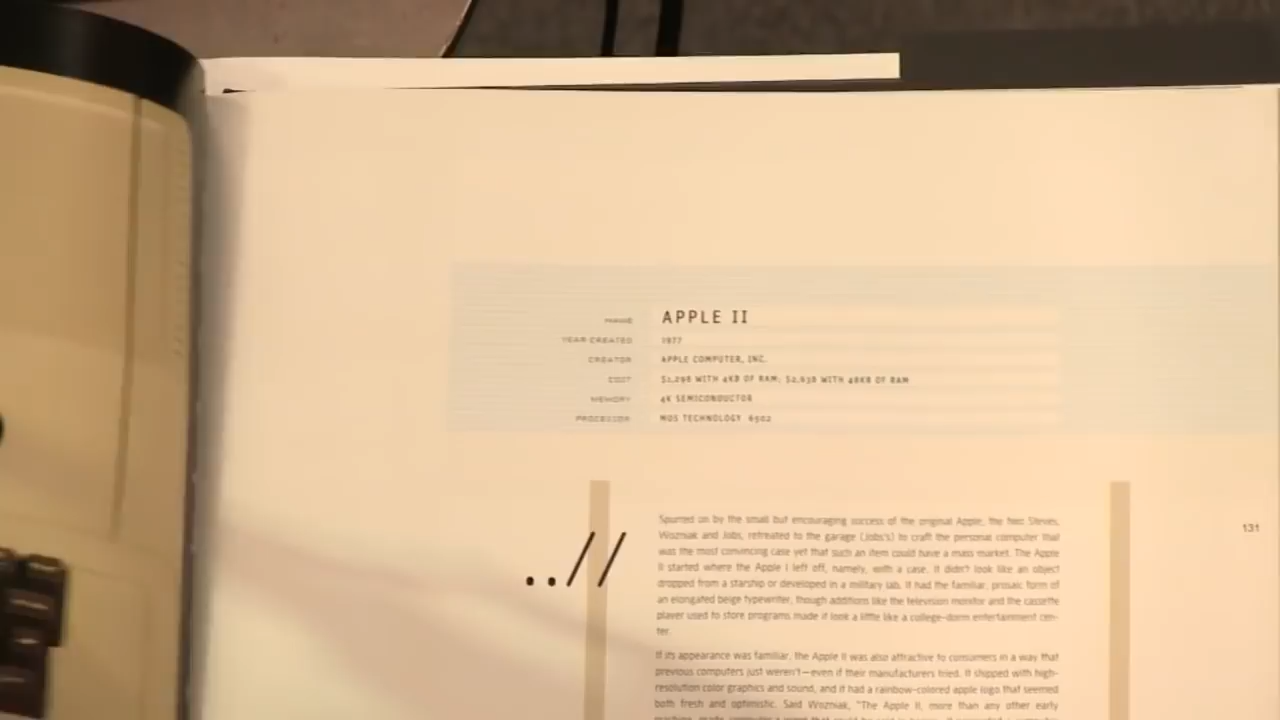 NAME APPLE II
YEAR CREATED 1977
CREATOR APPLE COMPUTER, INC.
COST $1,298 WITH 4KB OF RAM; $2,638 WITH 48KB OF RAM
MEMORY 4K SEMICONDUCTOR
PROCESSOR MOS TECHNOLOGY 6502
..//
131
Spurred on by the small but encouraging success of the original Apple, the two Steves,
Wozniak and Jobs, retreated to the garage (Jobs's) to craft the personal computer that
was the most convincing case yet that such an item could have a mass market. The Apple
II started where the Apple I left off, namely, with a case. It didn't look like an object
dropped from a starship or developed in a military lab. It had the familiar, prosaic form of
an elongated beige typewriter, though additions like the television monitor and the cassette
player used to store programs made it look a little like a college-dorm entertainment cen-
ter.
If its appearance was familiar, the Apple II was also attractive to consumers in a way that
previous computers just weren't—even if their manufacturers tried. It shipped with high-
resolution color graphics and sound, and it had a rainbow-colored apple logo that seemed
both fresh and optimistic. Said Wozniak, "The Apple II, more than any other early